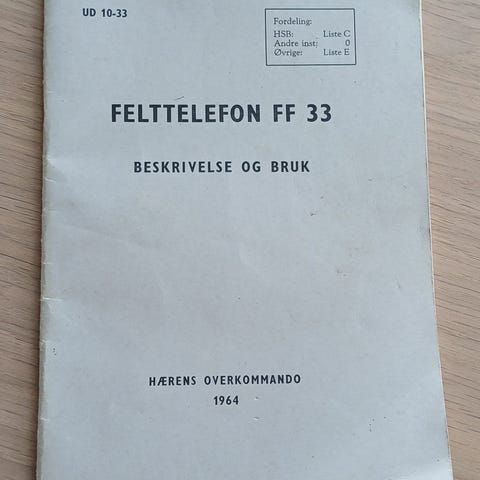 UD 10-33
Fordeling:
HSB: Liste C
Andre inst: 0
Øvrige: Liste E
FELTTELEFON FF 33
BESKRIVELSE OG BRUK
HÆRENS OVERKOMMANDO
1964